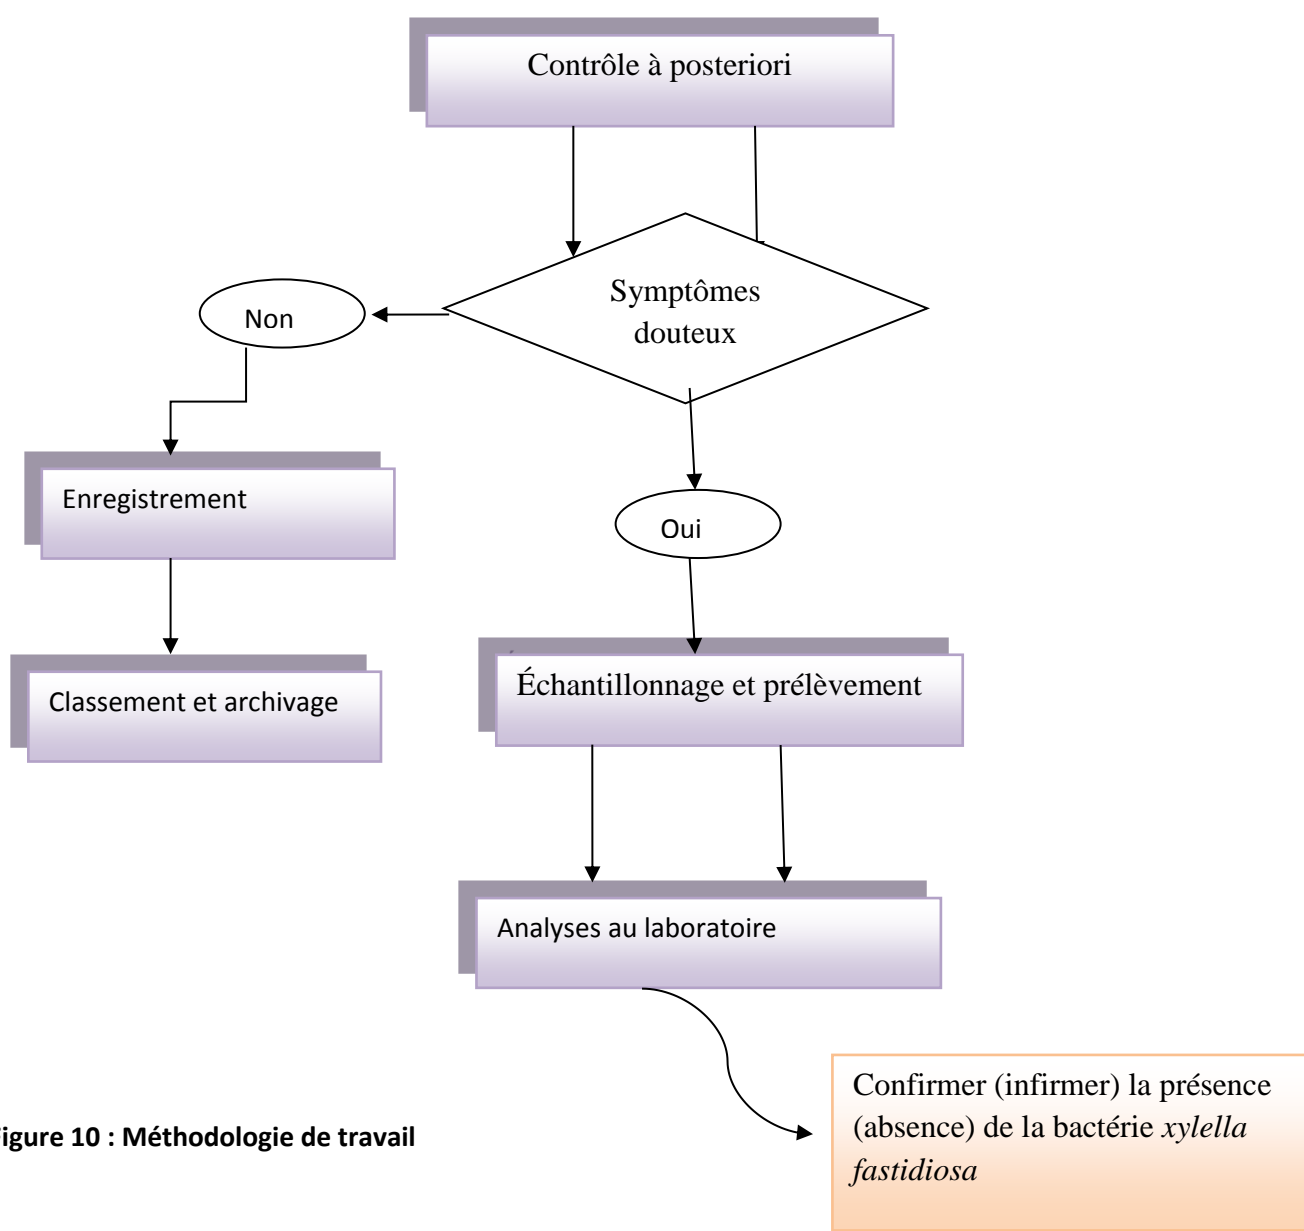 Contrôle à posteriori
Symptômes
douteux
Non
Enregistrement
Oui
Échantillonnage et prélèvement
Classement et archivage
Analyses au laboratoire
Confirmer (infirmer) la présence
(absence) de la bactérie xylella
fastidiosa
igure 10 : Méthodologie de travail